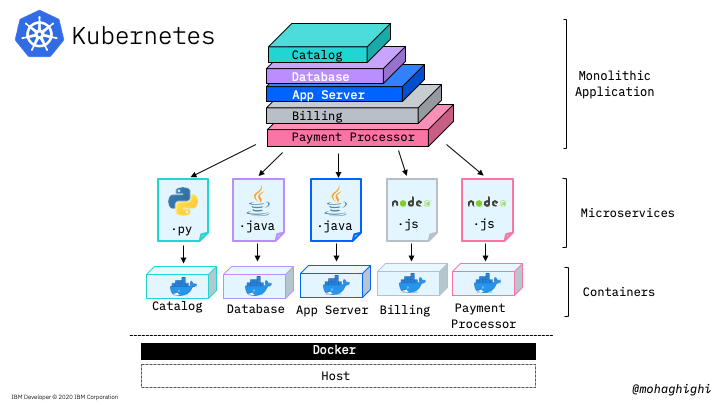 Kubernetes
Catalog
Database
App Server
Billing
Payment Processor
Monolithic
Application
.py
.java
.java
node
.js
node
.js
Microservices
Catalog
Database
App Server
Billing
Payment
Processor
Containers
Docker
Host
IBM Developer © 2020 IBM Corporation
@mohaghighi